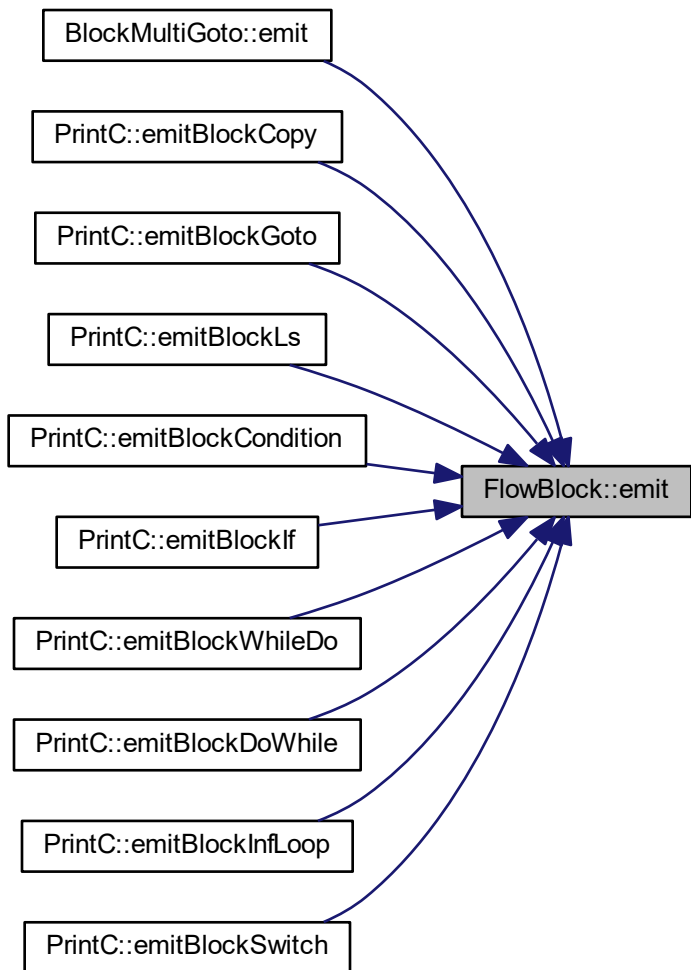 BlockMultiGoto::emit
PrintC::emitBlockCopy
PrintC::emitBlockGoto
PrintC::emitBlockLs
PrintC::emitBlockCondition
FlowBlock::emit
PrintC::emitBlockIf
PrintC::emitBlockWhileDo
PrintC::emitBlockDoWhile
PrintC::emitBlockInfLoop
PrintC::emitBlockSwitch